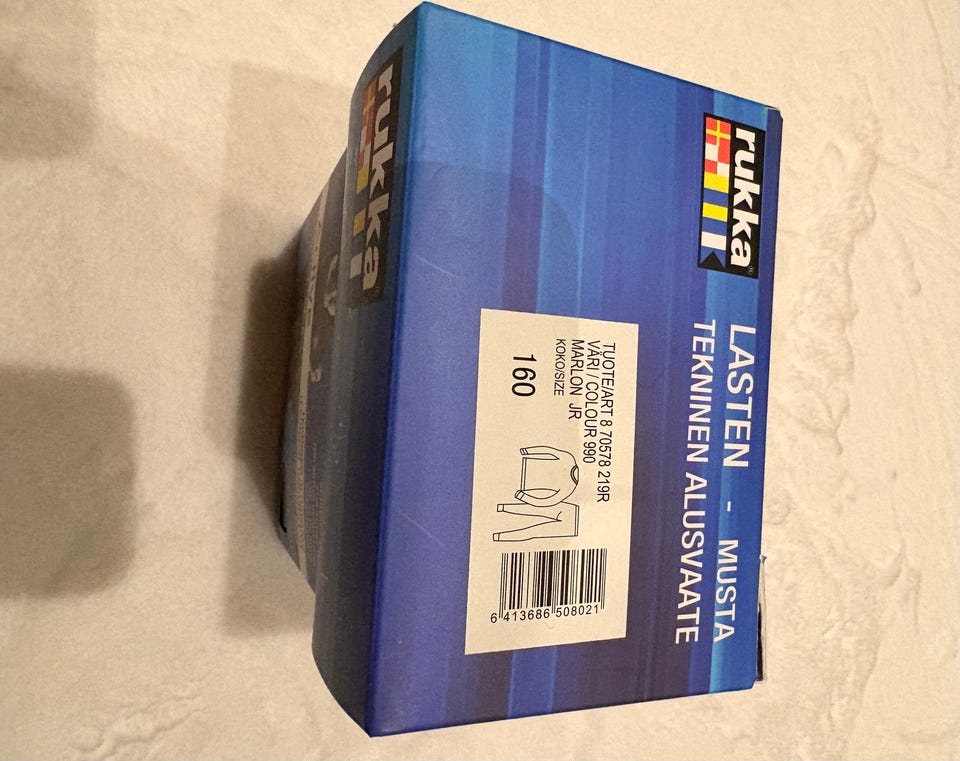 rukka
rukka
LASTEN - MUSTA
TEKNINEN ALUSVAATE
TUOTE/ART 8 70578 219R
VÄRI / COLOUR 990
MARLON JR
KOKO/SIZE
160
6 413686 508021